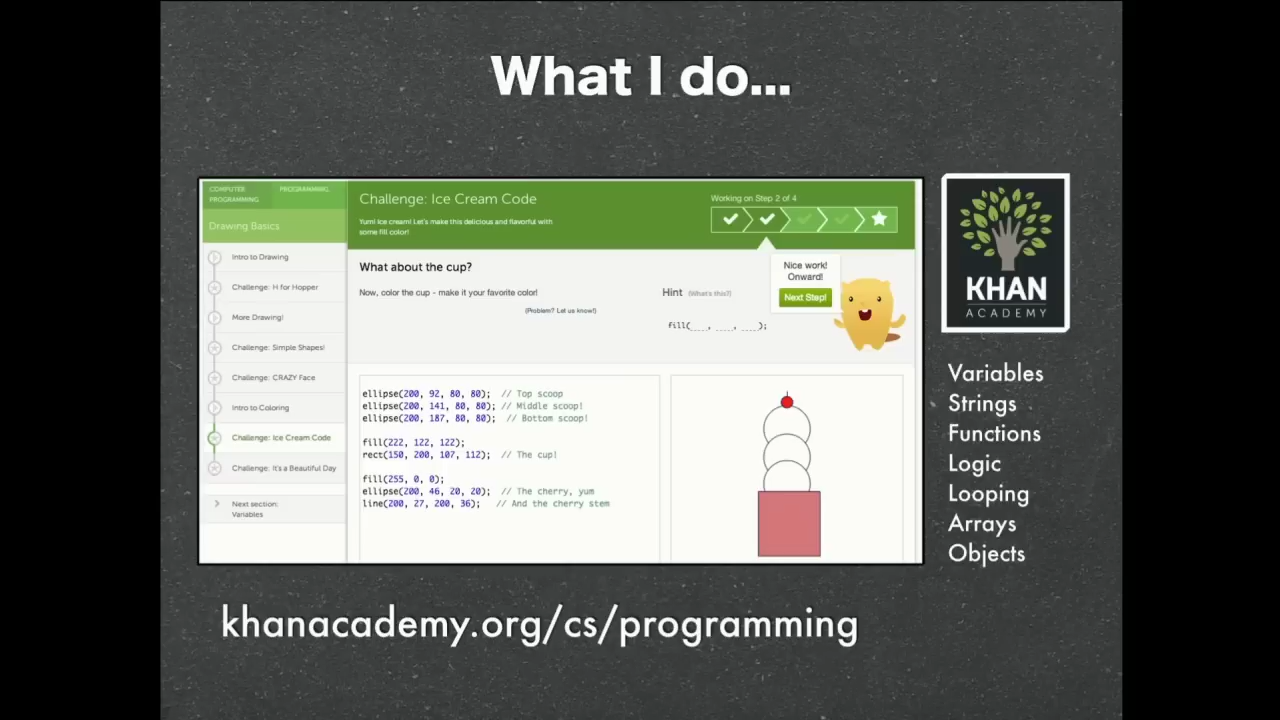 What I do...
COMPUTER PROGRAMMING
PROGRAMMING,
Drawing Basics
Intro to Drawing
Challenge: H for Hopper
More Drawing!
Challenge: Simple Shapes!
Challenge: CRAZY Face
Intro to Coloring
Challenge: Ice Cream Code
Challenge: It's a Beautiful Day
Next section:
Variables
Challenge: Ice Cream Code
Yum! Ice cream! Let's make this delicious and flavorful with
some fill color!
Working on Step 2 of 4
What about the cup?
Now, color the cup - make it your favorite color!
(Problem? Let us know!)
Hint (What's this?)
fill(___, ___, ___);
Nice work!
Onward!
Next Step!
ellipse(200, 92, 80, 80); // Top scoop
ellipse(200, 141, 80, 80); // Middle scoop!
ellipse(200, 187, 80, 80); // Bottom scoop!
fill(222, 122, 122);
rect(150, 200, 107, 112); // The cup!
fill(255, 0, 0);
ellipse(200, 46, 20, 20); // The cherry, yum
line(200, 27, 200, 36); // And the cherry stem
KHAN
ACADEMY
Variables
Strings
Functions
Logic
Looping
Arrays
Objects
khanacademy.org/cs/programming